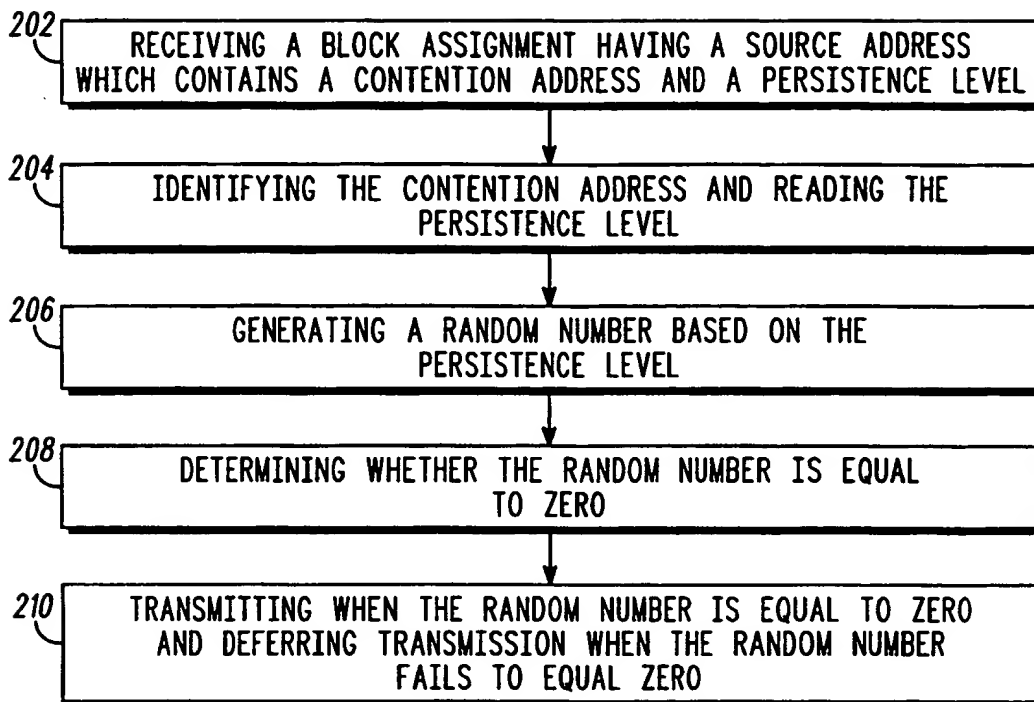 202
RECEIVING A BLOCK ASSIGNMENT HAVING A SOURCE ADDRESS
WHICH CONTAINS A CONTENTION ADDRESS AND A PERSISTENCE LEVEL
204
IDENTIFYING THE CONTENTION ADDRESS AND READING THE
PERSISTENCE LEVEL
206
GENERATING A RANDOM NUMBER BASED ON THE
PERSISTENCE LEVEL
208
DETERMINING WHETHER THE RANDOM NUMBER IS EQUAL
TO ZERO
210
TRANSMITTING WHEN THE RANDOM NUMBER IS EQUAL TO ZERO
AND DEFERRING TRANSMISSION WHEN THE RANDOM NUMBER
FAILS TO EQUAL ZERO